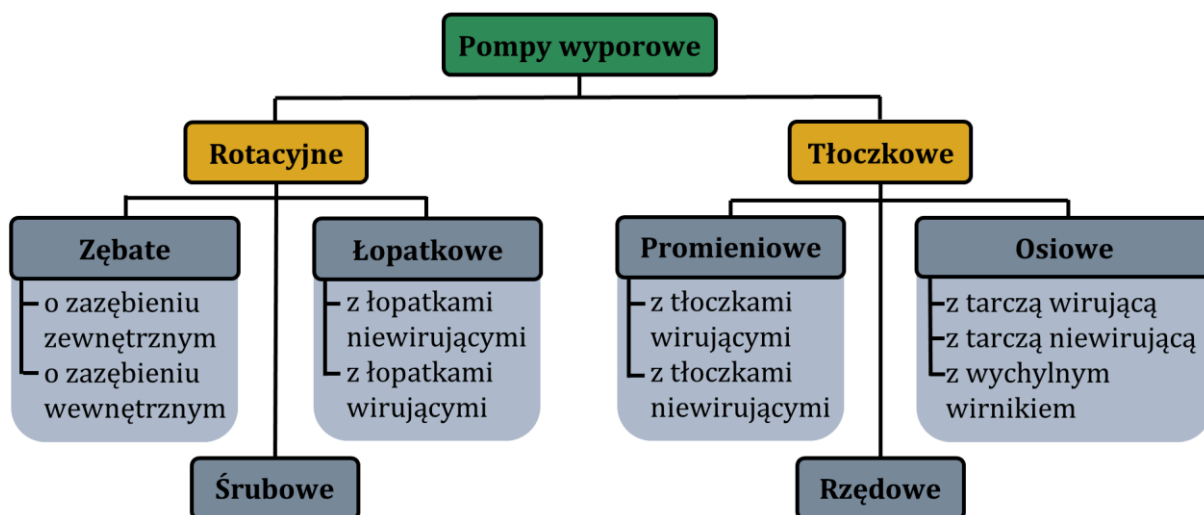 Pompy wyporowe
Rotacyjne
Tłoczkowe
Zębate
o zazębieniu
zewnętrznym
o zazębieniu
wewnętrznym
Łopatkowe
z łopatkami
niewirującymi
z łopatkami
wirującymi
Promieniowe
z tłoczkami
wirującymi
z tłoczkami
niewirującymi
Osiowe
z tarczą wirującą
z tarczą niewirującą
z wychylnym
wirnikiem
Śrubowe
Rzędowe